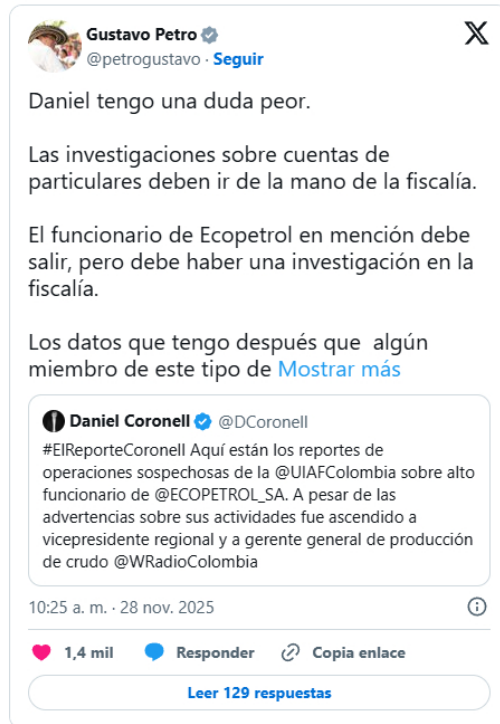 Gustavo Petro
@petrogustavo · Seguir
Daniel tengo una duda peor.
Las investigaciones sobre cuentas de
particulares deben ir de la mano de la fiscalía.
El funcionario de Ecopetrol en mención debe
salir, pero debe haber una investigación en la
fiscalía.
Los datos que tengo después que algún
miembro de este tipo de Mostrar más
Daniel Coronell @DCoronell
#ElReporteCoronell Aquí están los reportes de
operaciones sospechosas de la @UIAFColombia sobre alto
funcionario de @ECOPETROL_SA. A pesar de las
advertencias sobre sus actividades fue ascendido a
vicepresidente regional y a gerente general de producción
de crudo @WRadioColombia
10:25 a. m. · 28 nov. 2025
1,4 mil Responder Copia enlace
Leer 129 respuestas